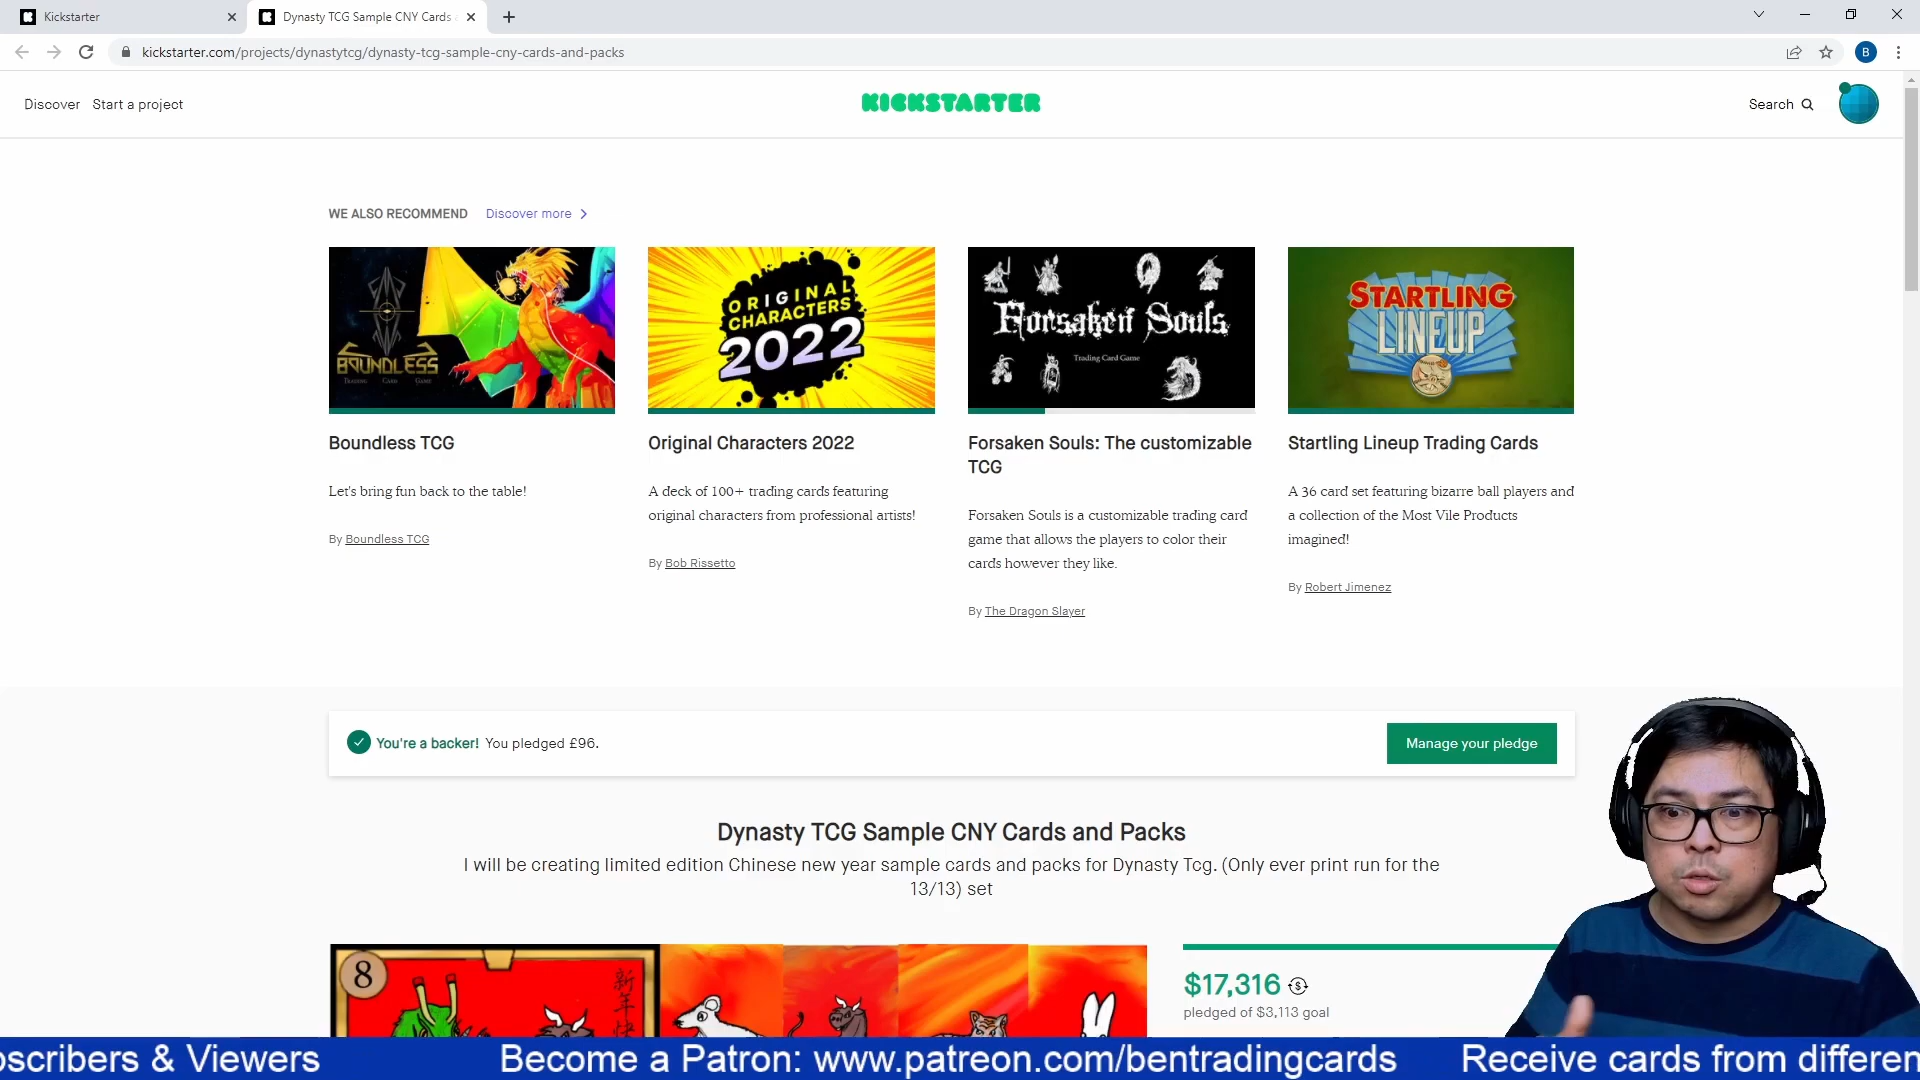 Kickstarter
Dynasty TCG Sample CNY Cards
kickstarter.com/projects/dynastytcg/dynasty-tcg-sample-cny-cards-and-packs
B
Discover Start a project
KICKSTARTER
Search
WE ALSO RECOMMEND Discover more
BOUNDLESS
TRADING CARD GAME
ORIGINAL
CHARACTERS
2022
Forsaken Souls
Trading Card Game
STARTLING
LINEUP
Boundless TCG
Let's bring fun back to the table!
By Boundless TCG
Original Characters 2022
A deck of 100+ trading cards featuring
original characters from professional artists!
By Bob Rissetto
Forsaken Souls: The customizable
TCG
Forsaken Souls is a customizable trading card
game that allows the players to color their
cards however they like.
By The Dragon Slayer
Startling Lineup Trading Cards
A 36 card set featuring bizarre ball players and
a collection of the Most Vile Products
imagined!
By Robert Jimenez
You're a backer! You pledged £96.
Manage your pledge
Dynasty TCG Sample CNY Cards and Packs
I will be creating limited edition Chinese new year sample cards and packs for Dynasty Tcg. (Only ever print run for the
13/13) set
8
新年快
$17,316
pledged of $3,113 goal
oscribers & Viewers Become a Patron: www.patreon.com/bentradingcards Receive cards from differen